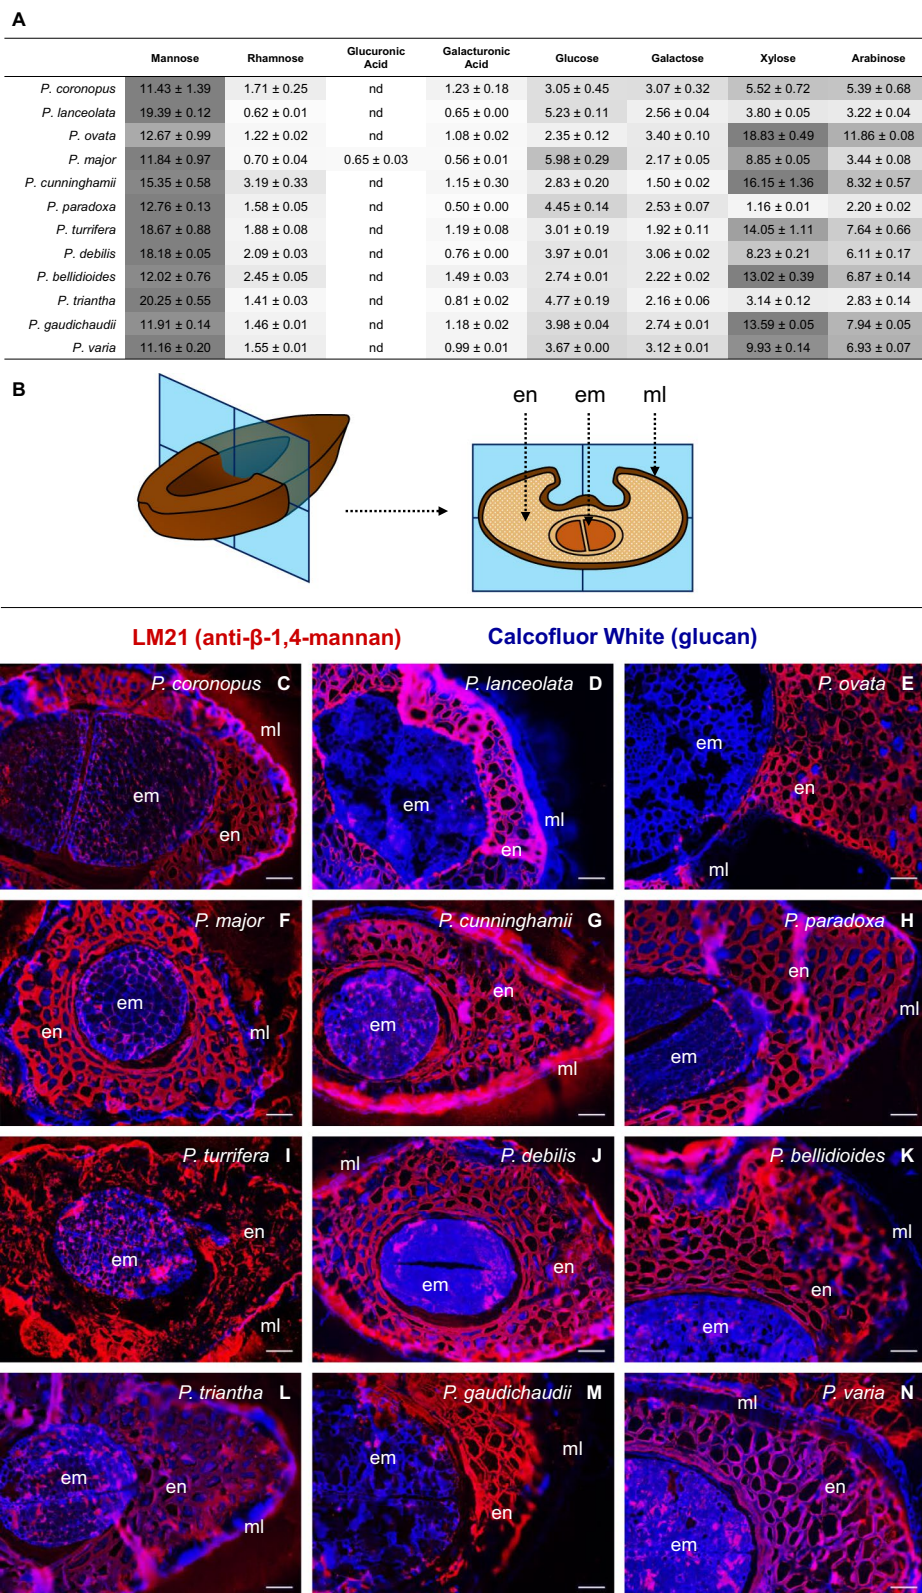 A
Mannose Rhamnose Glucuronic Acid Galacturonic Acid Glucose Galactose Xylose Arabinose
P. coronopus 11.43 ± 1.39 1.71 ± 0.25 nd 1.23 ± 0.18 3.05 ± 0.45 3.07 ± 0.32 5.52 ± 0.72 5.39 ± 0.68
P. lanceolata 19.39 ± 0.12 0.62 ± 0.01 nd 0.65 ± 0.00 5.23 ± 0.11 2.56 ± 0.04 3.80 ± 0.05 3.22 ± 0.04
P. ovata 12.67 ± 0.99 1.22 ± 0.02 nd 1.08 ± 0.02 2.35 ± 0.12 3.40 ± 0.10 18.83 ± 0.49 11.86 ± 0.08
P. major 11.84 ± 0.97 0.70 ± 0.04 0.65 ± 0.03 0.56 ± 0.01 5.98 ± 0.29 2.17 ± 0.05 8.85 ± 0.05 3.44 ± 0.08
P. cunninghamii 15.35 ± 0.58 3.19 ± 0.33 nd 1.15 ± 0.30 2.83 ± 0.20 1.50 ± 0.02 16.15 ± 1.36 8.32 ± 0.57
P. paradoxa 12.76 ± 0.13 1.58 ± 0.05 nd 0.50 ± 0.00 4.45 ± 0.14 2.53 ± 0.07 1.16 ± 0.01 2.20 ± 0.02
P. turrifera 18.67 ± 0.88 1.88 ± 0.08 nd 1.19 ± 0.08 3.01 ± 0.19 1.92 ± 0.11 14.05 ± 1.11 7.64 ± 0.66
P. debilis 18.18 ± 0.05 2.09 ± 0.03 nd 0.76 ± 0.00 3.97 ± 0.01 3.06 ± 0.02 8.23 ± 0.21 6.11 ± 0.17
P. bellidioides 12.02 ± 0.76 2.45 ± 0.05 nd 1.49 ± 0.03 2.74 ± 0.01 2.22 ± 0.02 13.02 ± 0.39 6.87 ± 0.14
P. triantha 20.25 ± 0.55 1.41 ± 0.03 nd 0.81 ± 0.02 4.77 ± 0.19 2.16 ± 0.06 3.14 ± 0.12 2.83 ± 0.14
P. gaudichaudii 11.91 ± 0.14 1.46 ± 0.01 nd 1.18 ± 0.02 3.98 ± 0.04 2.74 ± 0.01 13.59 ± 0.05 7.94 ± 0.05
P. varia 11.16 ± 0.20 1.55 ± 0.01 nd 0.99 ± 0.01 3.67 ± 0.00 3.12 ± 0.01 9.93 ± 0.14 6.93 ± 0.07
B
en em ml
LM21 (anti-β-1,4-mannan) Calcofluor White (glucan)
P. coronopus C
ml
em
en
P. lanceolata D
em
ml
en
P. ovata E
em
en
ml
P. major F
em
en
ml
P. cunninghamii G
en
em
ml
P. paradoxa H
en
ml
em
P. turrifera I
en
em
ml
P. debilis J
ml
en
em
P. bellidioides K
ml
en
em
P. triantha L
em
en
ml
P. gaudichaudii M
ml
em
en
P. varia N
ml
en
em